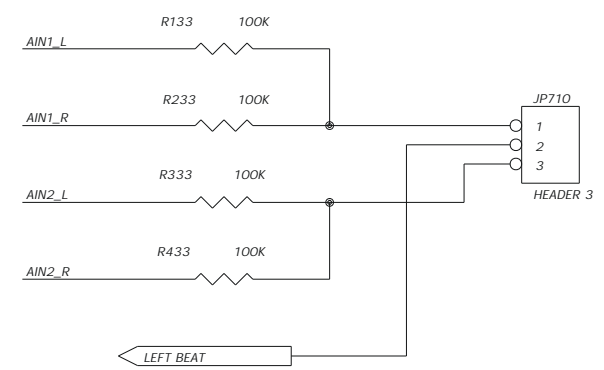 R133 100K
AIN1_L
R233 100K
JP710
AIN1_R
1
2
3
R333 100K
AIN2_L
HEADER 3
R433 100K
AIN2_R
LEFT BEAT